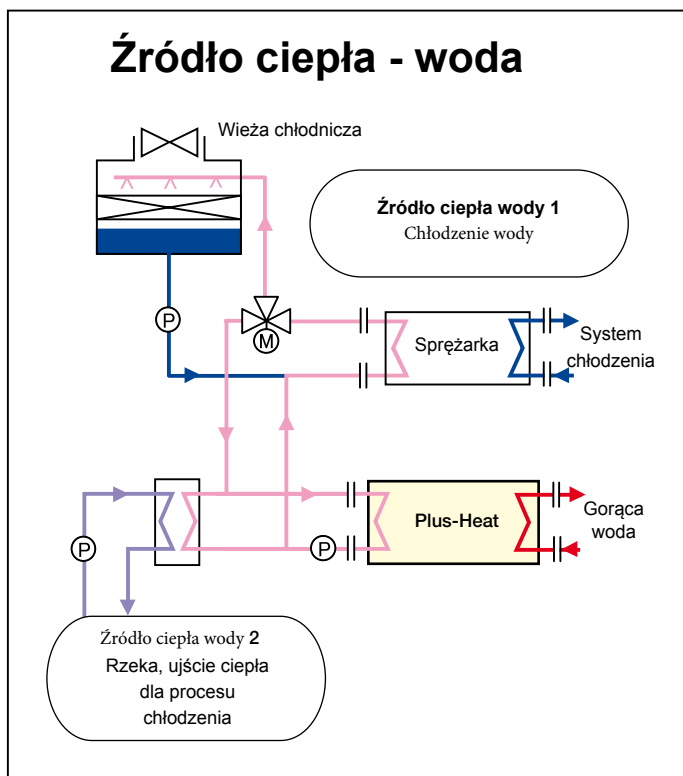 Źródło ciepła - woda
Wieża chłodnicza
Źródło ciepła wody 1
Chłodzenie wody
P
M
Sprężarka
System
chłodzenia
P
P
Plus-Heat
Gorąca
woda
Źródło ciepła wody 2
Rzeka, ujście ciepła
dla procesu
chłodzenia